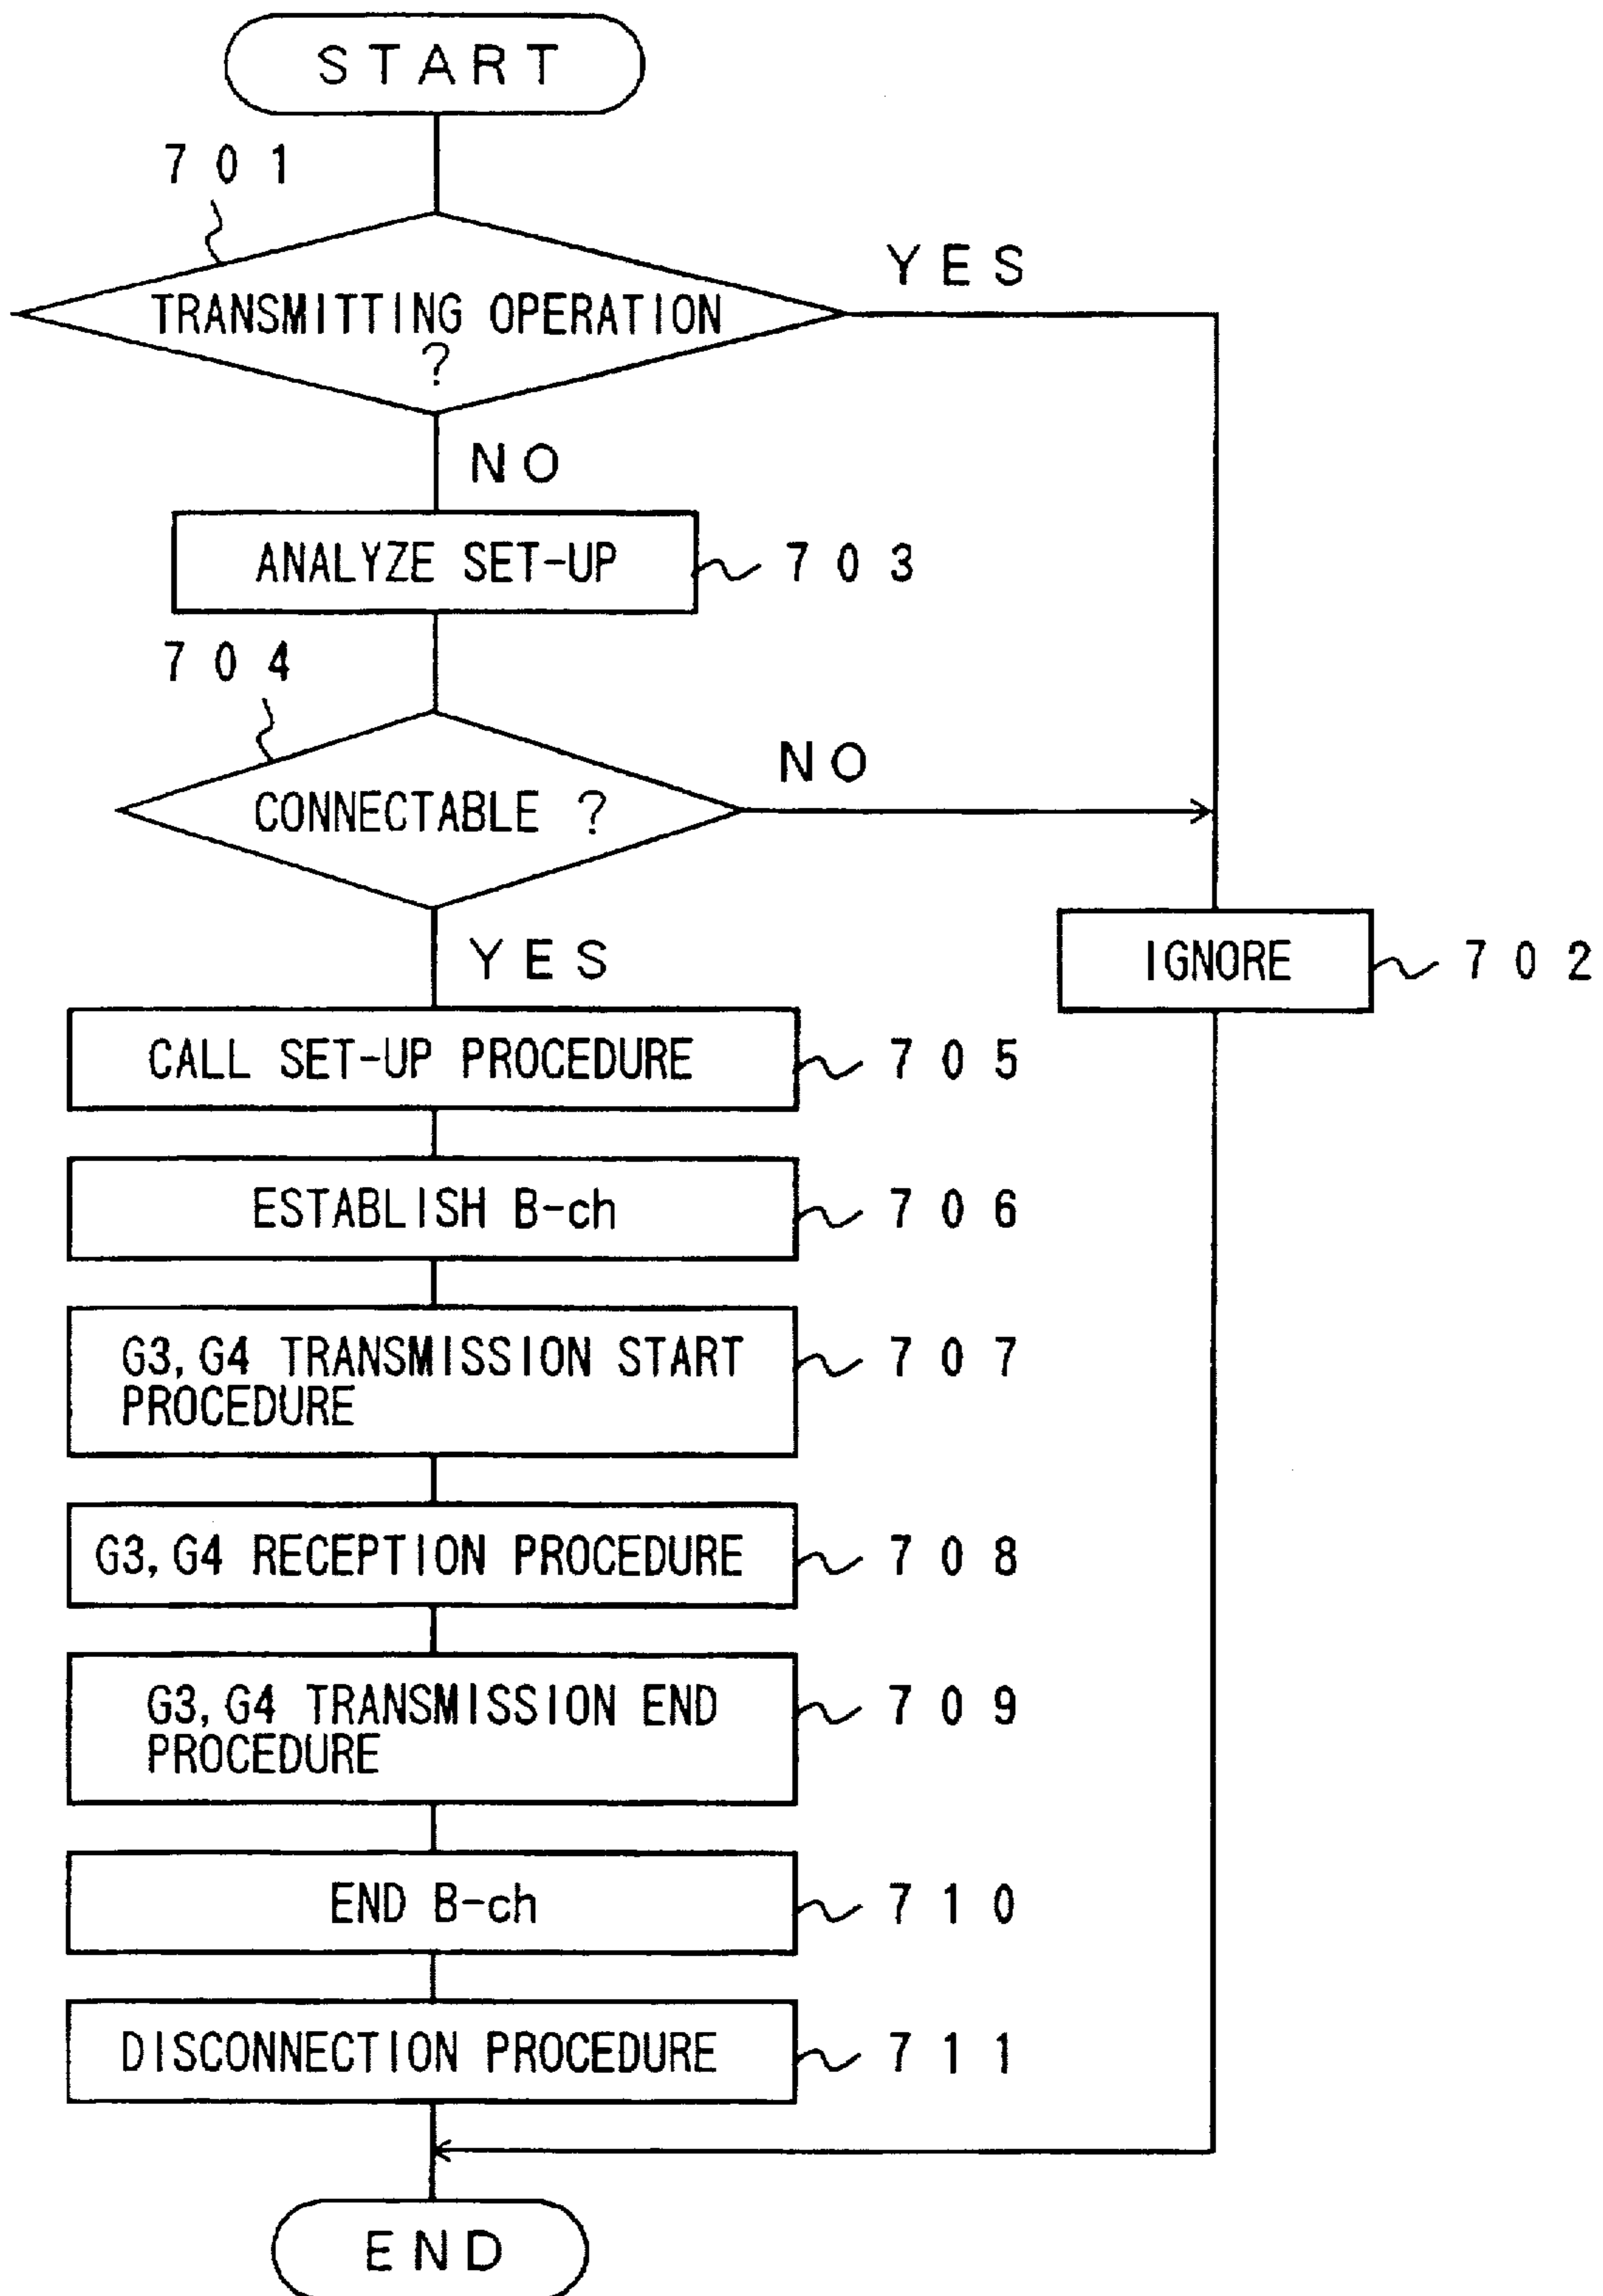 START
701
YES
TRANSMITTING OPERATION
?
NO
ANALYZE SET-UP
703
704
NO
CONNECTABLE ?
YES
IGNORE
702
CALL SET-UP PROCEDURE
705
ESTABLISH B-ch
706
G3, G4 TRANSMISSION START
PROCEDURE
707
G3, G4 RECEPTION PROCEDURE
708
G3, G4 TRANSMISSION END
PROCEDURE
709
END B-ch
710
DISCONNECTION PROCEDURE
711
END